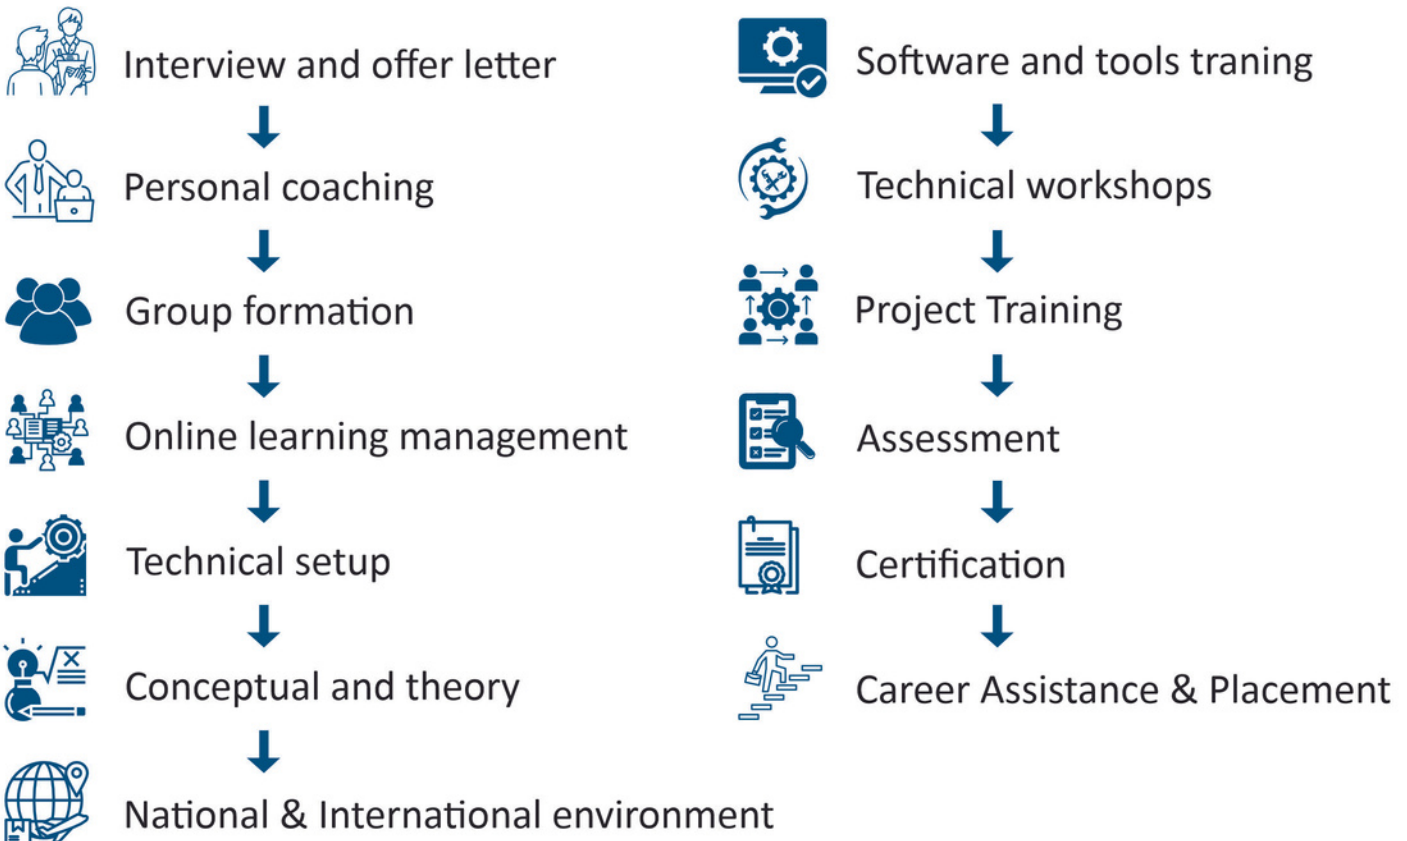 Interview and offer letter
Personal coaching
Group formation
Online learning management
Technical setup
Conceptual and theory
National & International environment
Software and tools traning
Technical workshops
Project Training
Assessment
Certification
Career Assistance & Placement